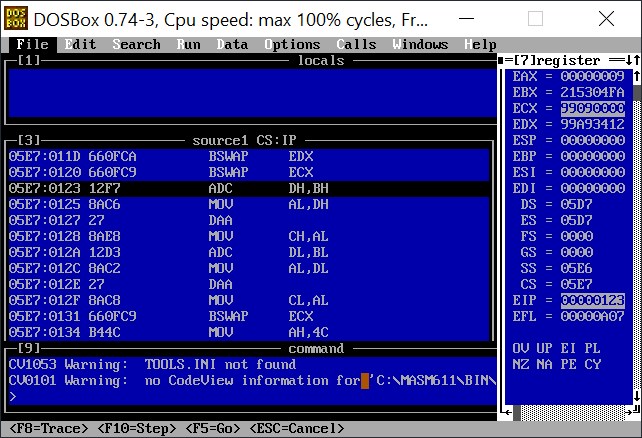 DOSBox 0.74-3, Cpu speed: max 100% cycles, Fr...
File Edit Search Run Data Options Calls Windows Help
[1] locals
[3] source1 CS:IP
05E7:011D 660FCA BSWAP EDX
05E7:0120 660FC9 BSWAP ECX
05E7:0123 12F7 ADC DH,BH
05E7:0125 8AC6 MOV AL,DH
05E7:0127 27 DAA
05E7:0128 8AE8 MOV CH,AL
05E7:012A 12D3 ADC DL,BL
05E7:012C 8AC2 MOV AL,DL
05E7:012E 27 DAA
05E7:012F 8AC8 MOV CL,AL
05E7:0131 660FC9 BSWAP ECX
05E7:0134 B44C MOV AH,4C
[9] command
CV1053 Warning: TOOLS.INI not found
CV0101 Warning: no CodeView information for 'C:\MASM611\BIN\
>
[7]register
EAX = 00000009
EBX = 215304FA
ECX = 99090000
EDX = 99A93412
ESP = 00000000
EBP = 00000000
ESI = 00000000
EDI = 00000000
DS = 05D7
ES = 05D7
FS = 0000
GS = 0000
SS = 05E6
CS = 05E7
EIP = 00000123
EFL = 00000A07
OV UP EI PL
NZ NA PE CY
<F8=Trace> <F10=Step> <F5=Go> <ESC=Cancel>